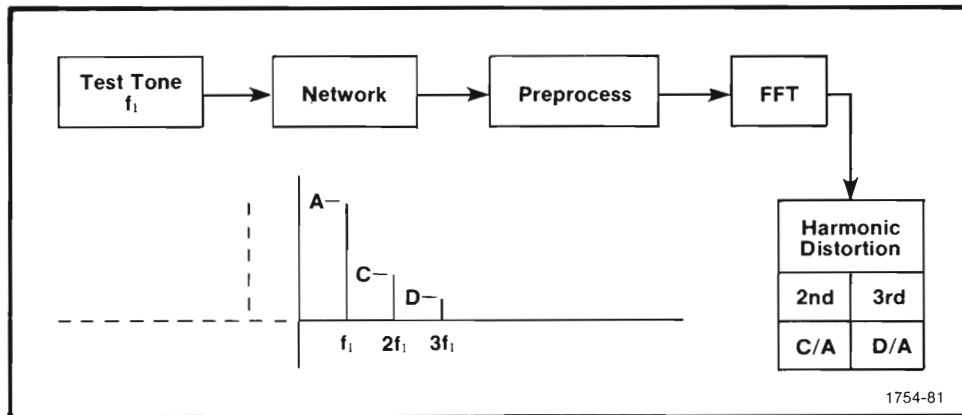 Test Tone
f₁
Network
Preprocess
FFT
A
C
D
f₁ 2f₁ 3f₁
Harmonic
Distortion
2nd 3rd
C/A D/A
1754-81